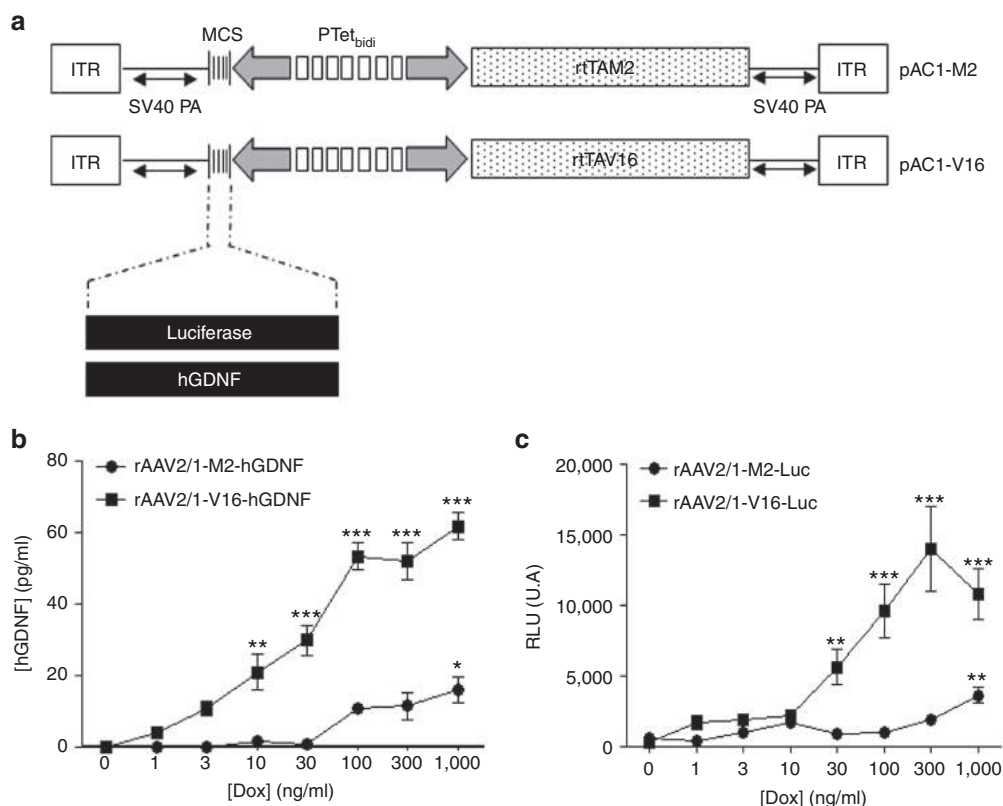 a
MCS PTet bidi
ITR rtTAM2 ITR pAC1-M2
SV40 PA SV40 PA
ITR rtTAV16 ITR pAC1-V16
Luciferase
hGDNF
b
rAAV2/1-M2-hGDNF
rAAV2/1-V16-hGDNF
[hGDNF] (pg/ml)
80
60
40
20
0
** *** *** *** ***
*
0 1 3 10 30 100 300 1,000
[Dox] (ng/ml)
c
rAAV2/1-M2-Luc
rAAV2/1-V16-Luc
RLU (U.A)
20,000
15,000
10,000
5,000
0
** *** *** ***
**
0 1 3 10 30 100 300 1,000
[Dox] (ng/ml)